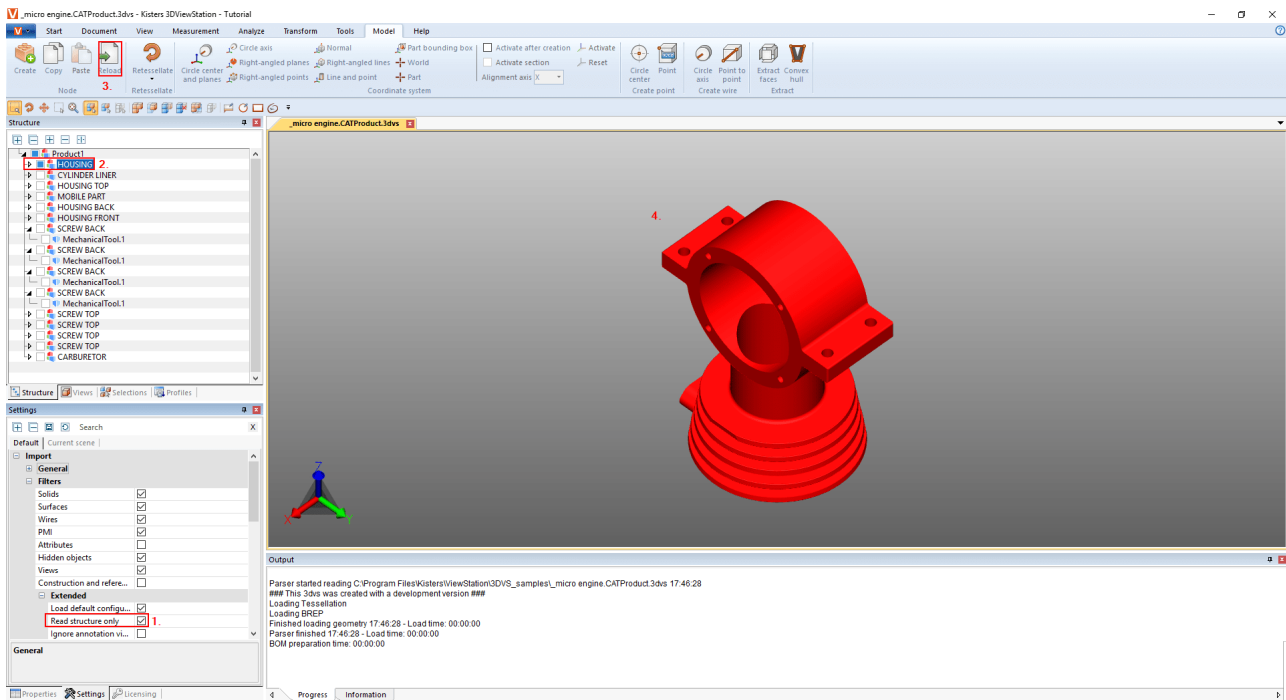 _micro engine.CATProduct.3dvs - Kisters 3DViewStation - Tutorial
Start Document View Measurement Analyze Transform Tools Model Help
Circle axis Normal Part bounding box Activate after creation Activate
Right-angled planes Right-angled lines World Activate section Reset
Create Copy Paste Reload Retessellate Circle center and planes Right-angled points Line and point Part Alignment axis X Circle center Point Circle axis Point to point Extract faces Convex hull
3.
Node Retessellate Coordinate system Create point Create wire Extract
Structure
_micro engine.CATProduct.3dvs
Product1
HOUSING 2.
CYLINDER LINER
HOUSING TOP
MOBILE PART
HOUSING BACK
HOUSING FRONT
SCREW BACK
MechanicalTool.1
SCREW BACK
MechanicalTool.1
SCREW BACK
MechanicalTool.1
SCREW BACK
MechanicalTool.1
SCREW TOP
SCREW TOP
SCREW TOP
SCREW TOP
CARBURETOR
Structure Views Selections Profiles
4.
Z
X
Y
Settings
Search X
Default Current scene
Import
General
Filters
Solids
Surfaces
Wires
PMI
Attributes
Hidden objects
Views
Construction and refere...
Extended
Load default configu...
Read structure only 1.
Ignore annotation vi...
General
Properties Settings Licensing
Output
Parser started reading C:\Program Files\Kisters\ViewStation\3DVS_samples\_micro engine.CATProduct.3dvs 17:46:28
### This 3dvs was created with a development version ###
Loading Tessellation
Loading BREP
Finished loading geometry 17:46:28 - Load time: 00:00:00
Parser finished 17:46:28 - Load time: 00:00:00
BOM preparation time: 00:00:00
Progress Information